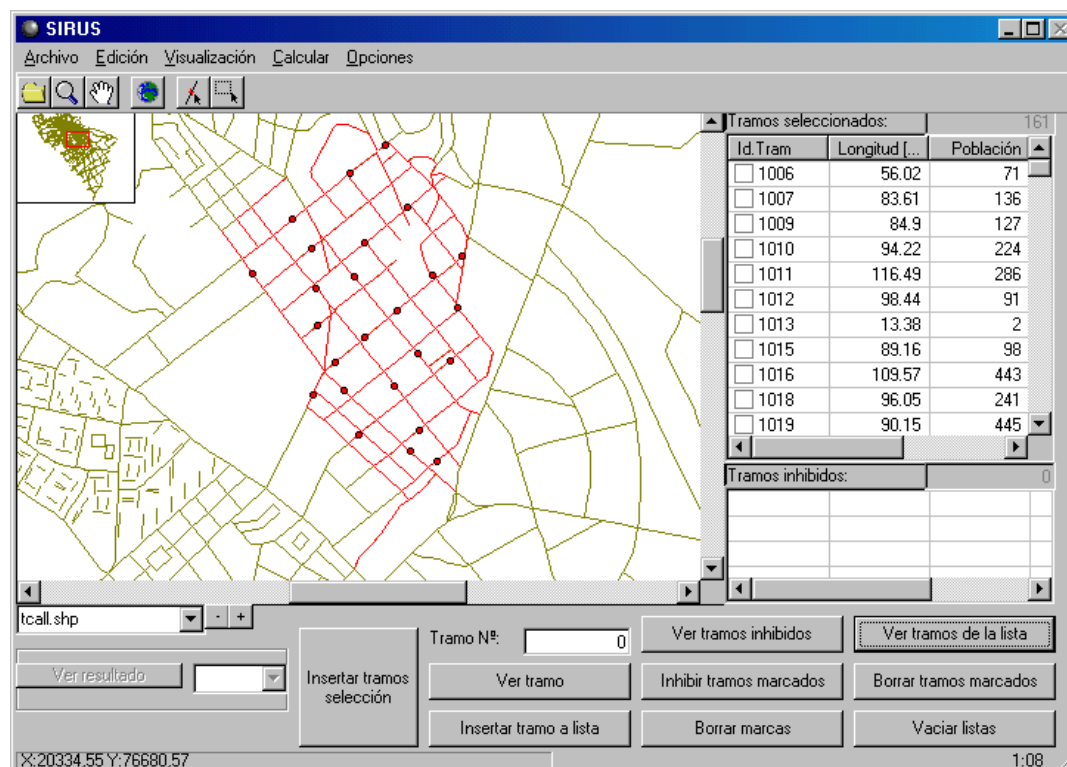 SIRUS
Archivo Edición Visualización Calcular Opciones
Tramos seleccionados: 161
Id.Tram Longitud [... Población
1006 56.02 71
1007 83.61 136
1009 84.9 127
1010 94.22 224
1011 116.49 286
1012 98.44 91
1013 13.38 2
1015 89.16 98
1016 109.57 443
1018 96.05 241
1019 90.15 445
Tramos inhibidos: 0
tcall.shp - +
Ver resultado
Insertar tramos selección
Tramo Nº: 0
Ver tramo
Insertar tramo a lista
Ver tramos inhibidos
Inhibir tramos marcados
Borrar marcas
Ver tramos de la lista
Borrar tramos marcados
Vaciar listas
X:20334.55 Y:76680.57 1:08